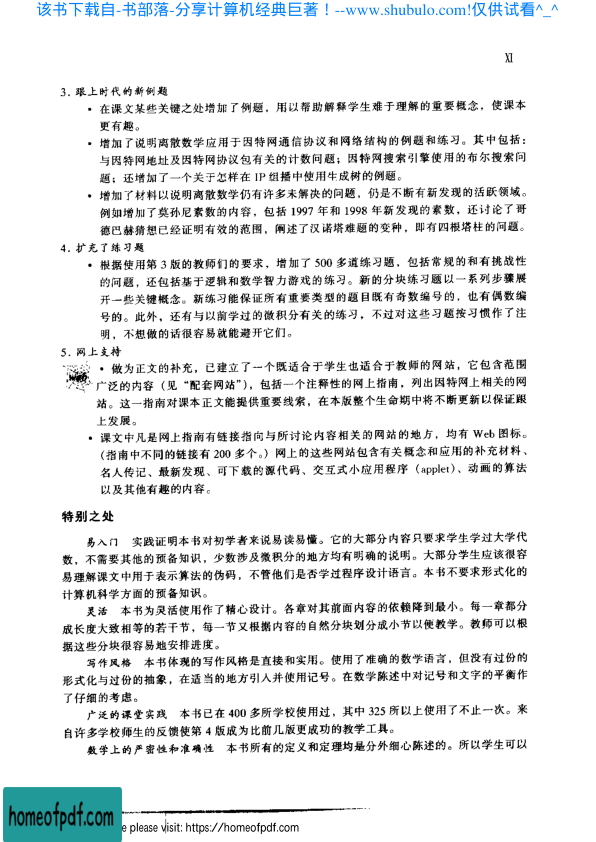 该书下载自-书部落-分享计算机经典巨著！--www.shubulo.com!仅供试看^_^
XI
3. 跟上时代的新例题
• 在课文某些关键之处增加了例题，用以帮助解释学生难于理解的重要概念，使课本
更有趣。
• 增加了说明离散数学应用于因特网通信协议和网络结构的例题和练习。其中包括：
与因特网地址及因特网协议包有关的计数问题；因特网搜索引擎使用的布尔搜索问
题；还增加了一个关于怎样在 IP 组播中使用生成树的例题。
• 增加了材料以说明离散数学仍有许多未解决的问题，仍是不断有新发现的活跃领域。
例如增加了莫孙尼素数的内容，包括 1997 年和 1998 年新发现的素数，还讨论了哥
德巴赫猜想已经证明有效的范围，阐述了汉诺塔难题的变种，即有四根塔柱的问题。
4. 扩充了练习题
• 根据使用第 3 版的教师们的要求，增加了 500 多道练习题，包括常规的和有挑战性
的问题，还包括基于逻辑和数学智力游戏的练习。新的分块练习题以一系列步骤展
开一些关键概念。新练习能保证所有重要类型的题目既有奇数编号的，也有偶数编
号的。此外，还有与以前学过的微积分有关的练习，不过对这些习题按习惯作了注
明，不想做的话很容易就能避开它们。
5. 网上支持
• 做为正文的补充，已建立了一个既适合于学生也适合于教师的网站，它包含范围
广泛的内容（见“配套网站”），包括一个注释性的网上指南，列出因特网上相关的网
站。这一指南对课本正文能提供重要线索，在本版整个生命期中将不断更新以保证跟
上发展。
• 课文中凡是网上指南有链接指向与所讨论内容相关的网站的地方，均有 Web 图标。
（指南中不同的链接有 200 多个。）网上的这些网站包含有关概念和应用的补充材料、
名人传记、最新发现、可下载的源代码、交互式小应用程序 (applet)、动画的算法
以及其他有趣的内容。
特别之处
易入门 实践证明本书对初学者来说易读易懂。它的大部分内容只要求学生学过大学代
数，不需要其他的预备知识，少数涉及微积分的地方均有明确的说明。大部分学生应该很容
易理解课文中用于表示算法的伪码，不管他们是否学过程序设计语言。本书不要求形式化的
计算机科学方面的预备知识。
灵活 本书为灵活使用作了精心设计。各章对其前面内容的依赖降到最小。每一章都分
成长度大致相等的若干节，每一节又根据内容的自然分块划分成小节以便教学。教师可以根
据这些分块很容易地安排进度。
写作风格 本书体现的写作风格是直接和实用。使用了准确的数学语言，但没有过份的
形式化与过份的抽象，在适当的地方引入并使用记号。在数学陈述中对记号和文字的平衡作
了仔细的考虑。
广泛的课堂实践 本书已在 400 多所学校使用过，其中 325 所以上使用了不止一次。来
自许多学校师生的反馈使第 4 版成为比前几版更成功的教学工具。
数学上的严密性和准确性 本书所有的定义和定理均是分外细心陈述的。所以学生可以
homeofpdf.com
e please visit: https://homeofpdf.com